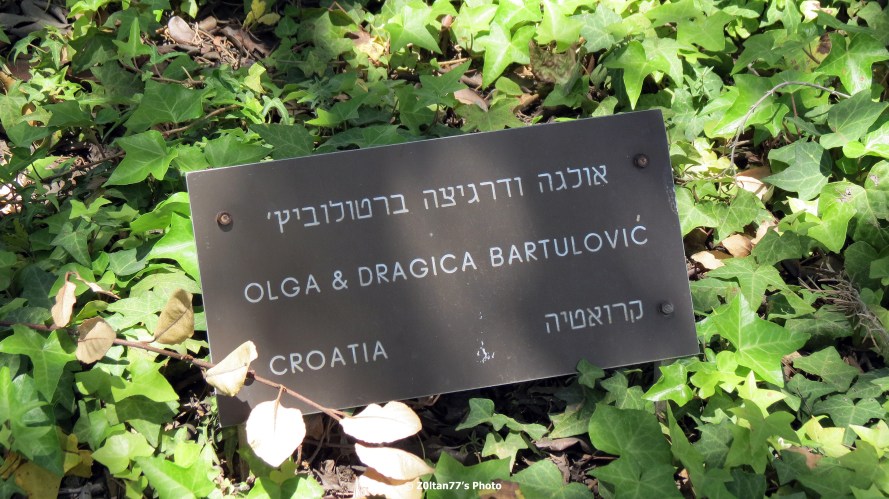 אולגה ודרגיצה ברטולוביץ'
OLGA & DRAGICA BARTULOVIĆ
קרואטיה
CROATIA
Z0ltan77's Photo